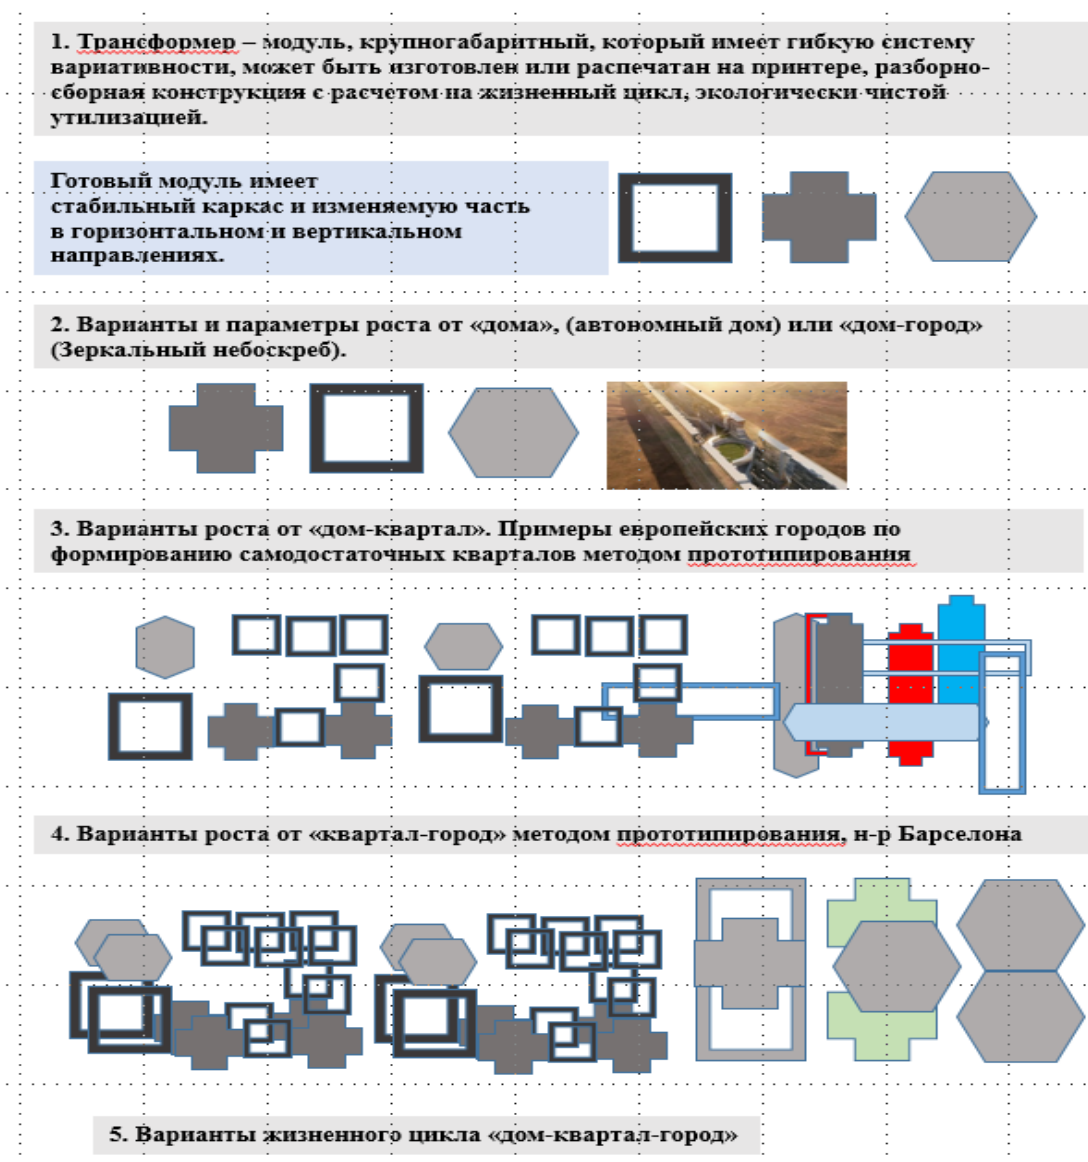 1. Трансформер – модуль, крупногабаритный, который имеет гибкую систему
вариативности, может быть изготовлен или распечатан на принтере, разборно-
сборная конструкция с расчетом на жизненный цикл, экологически чистой
утилизацией.
Готовый модуль имеет
стабильный каркас и изменяемую часть
в горизонтальном и вертикальном
направлениях.
2. Варианты и параметры роста от «дома», (автономный дом) или «дом-город»
(Зеркальный небоскреб).
3. Варианты роста от «дом-квартал». Примеры европейских городов по
формированию самодостаточных кварталов методом прототипирования
4. Варианты роста от «квартал-город» методом прототипирования, н-р Барселона
5. Варианты жизненного цикла «дом-квартал-город»